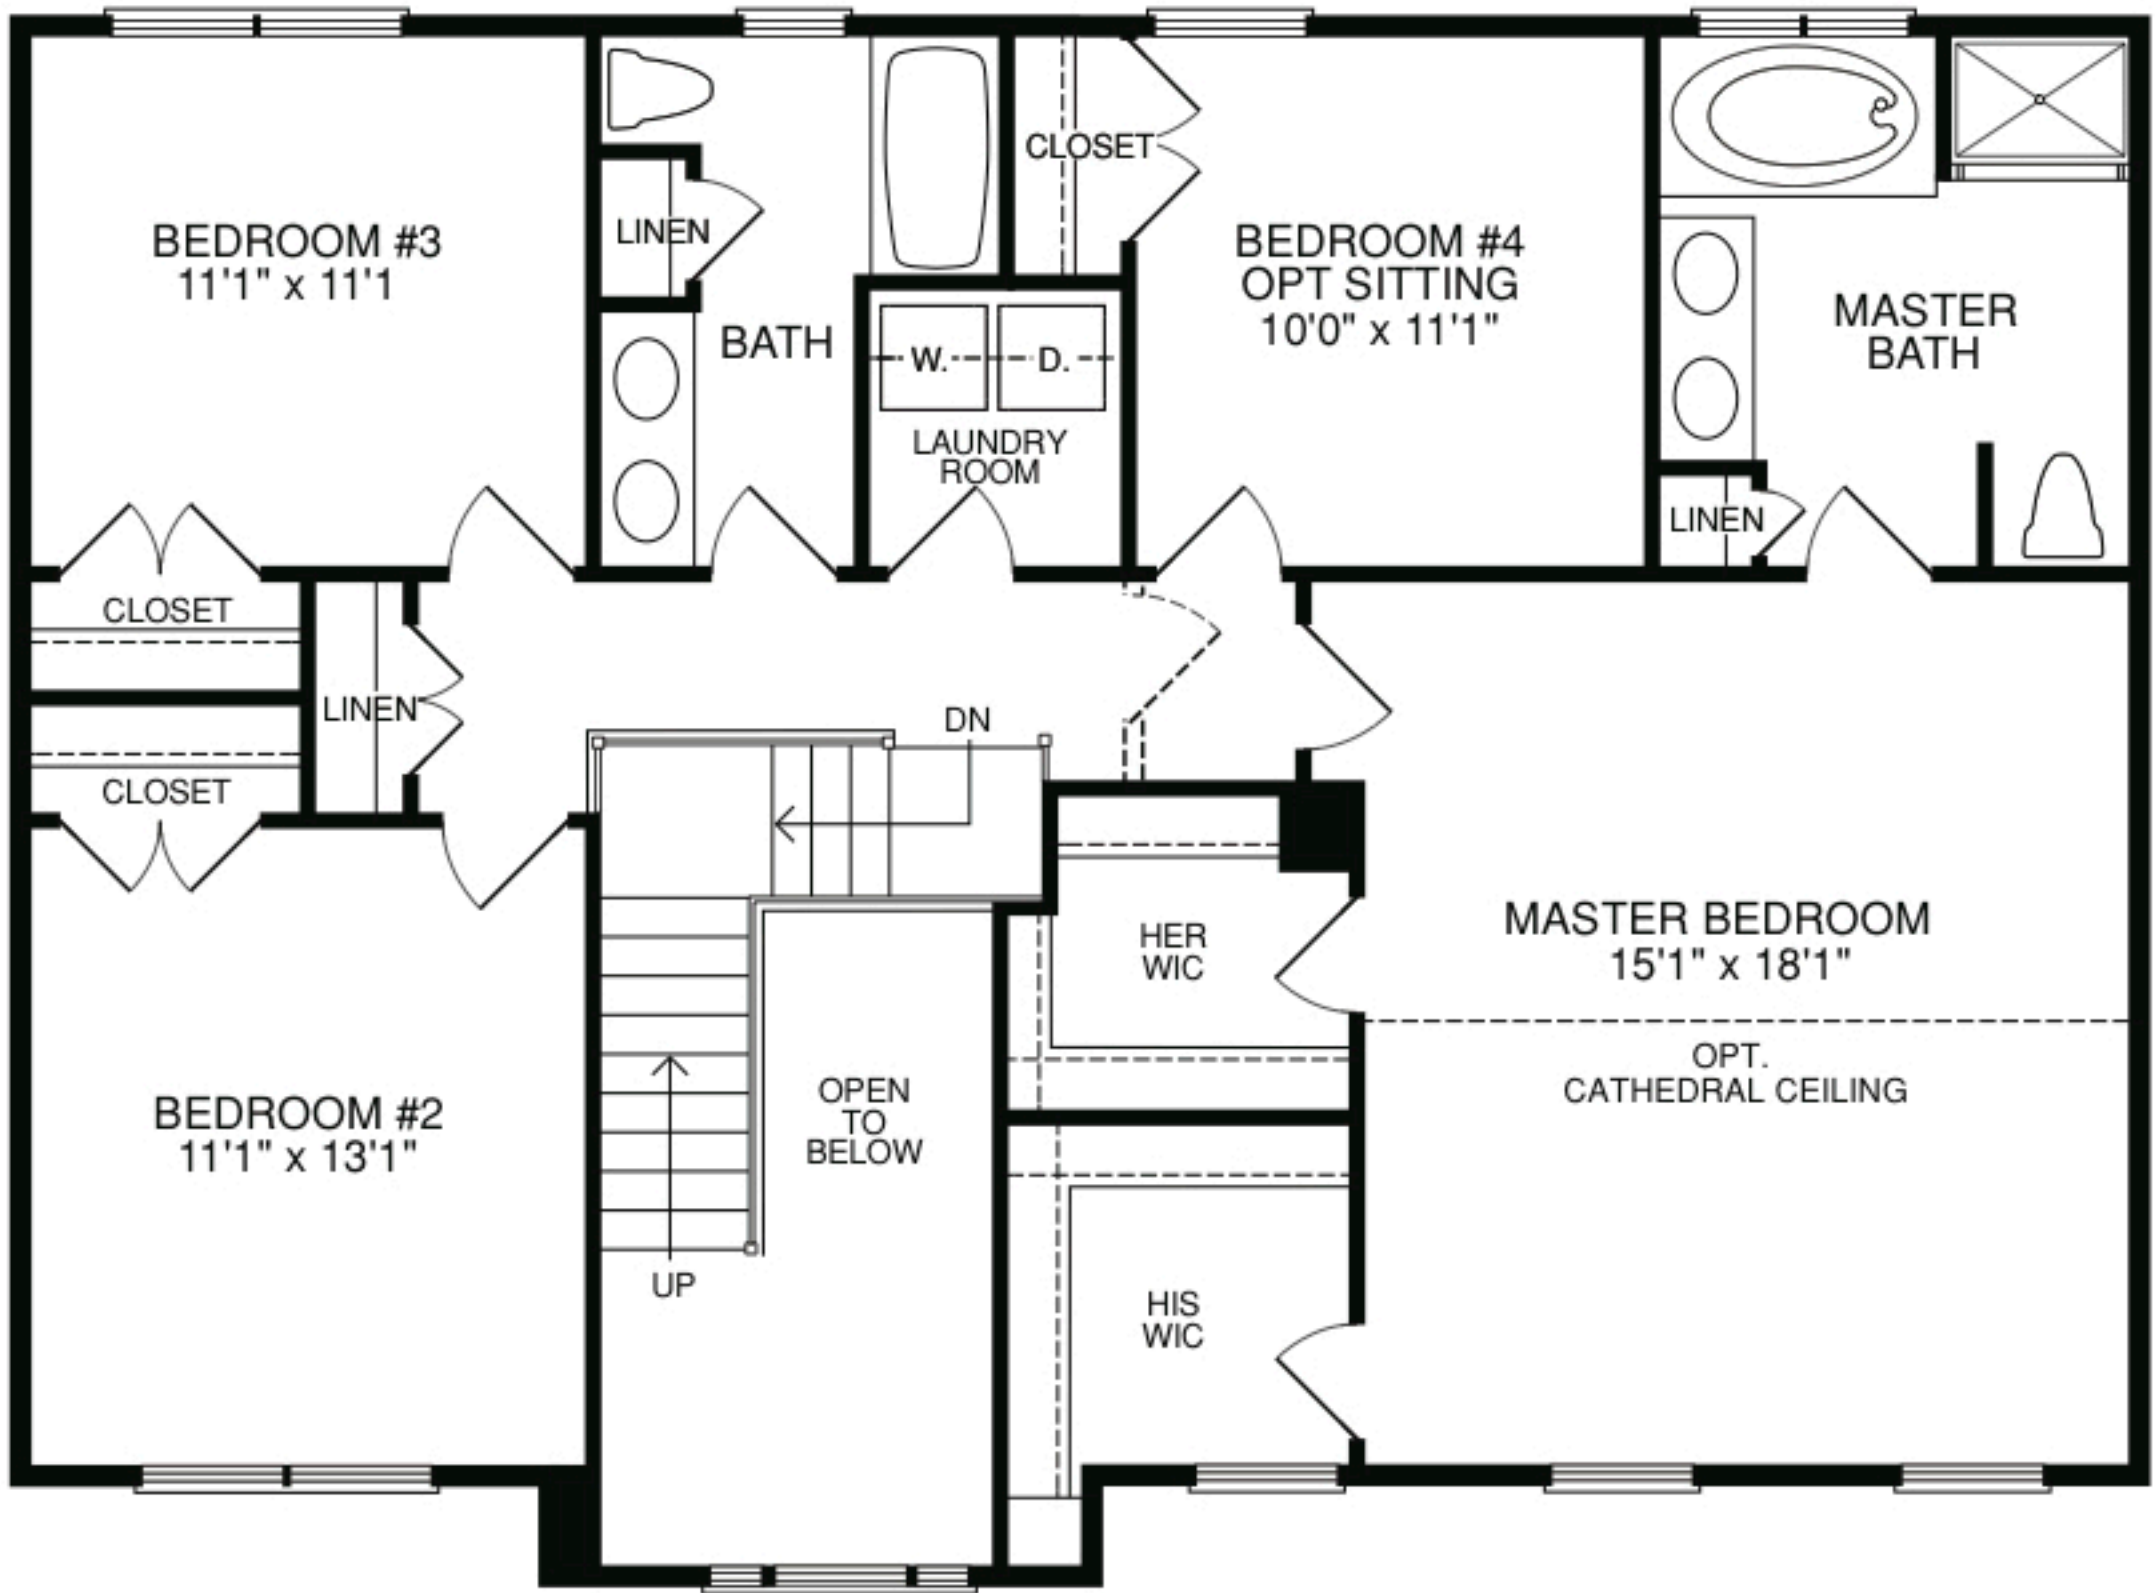 BEDROOM #3
11'1" x 11'1
LINEN
BATH
CLOSET
W.
D.
LAUNDRY
ROOM
BEDROOM #4
OPT SITTING
10'0" x 11'1"
MASTER
BATH
LINEN
CLOSET
LINEN
CLOSET
DN
HER
WIC
MASTER BEDROOM
15'1" x 18'1"
OPT.
CATHEDRAL CEILING
BEDROOM #2
11'1" x 13'1"
OPEN
TO
BELOW
UP
HIS
WIC